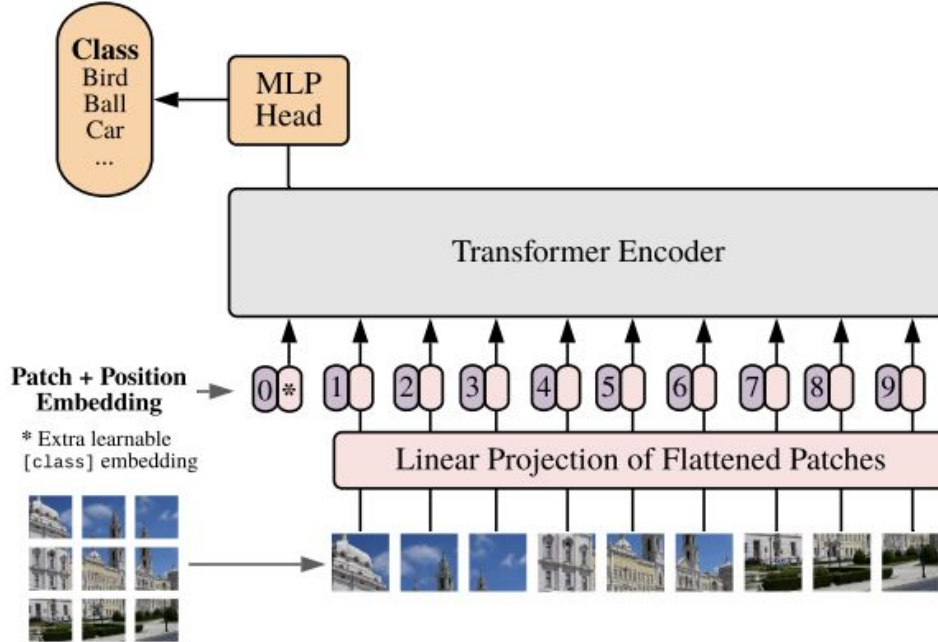 Class
Bird
Ball
Car
...
MLP
Head
Transformer Encoder
Patch + Position
Embedding
0 * 1 2 3 4 5 6 7 8 9
* Extra learnable
[class] embedding
Linear Projection of Flattened Patches